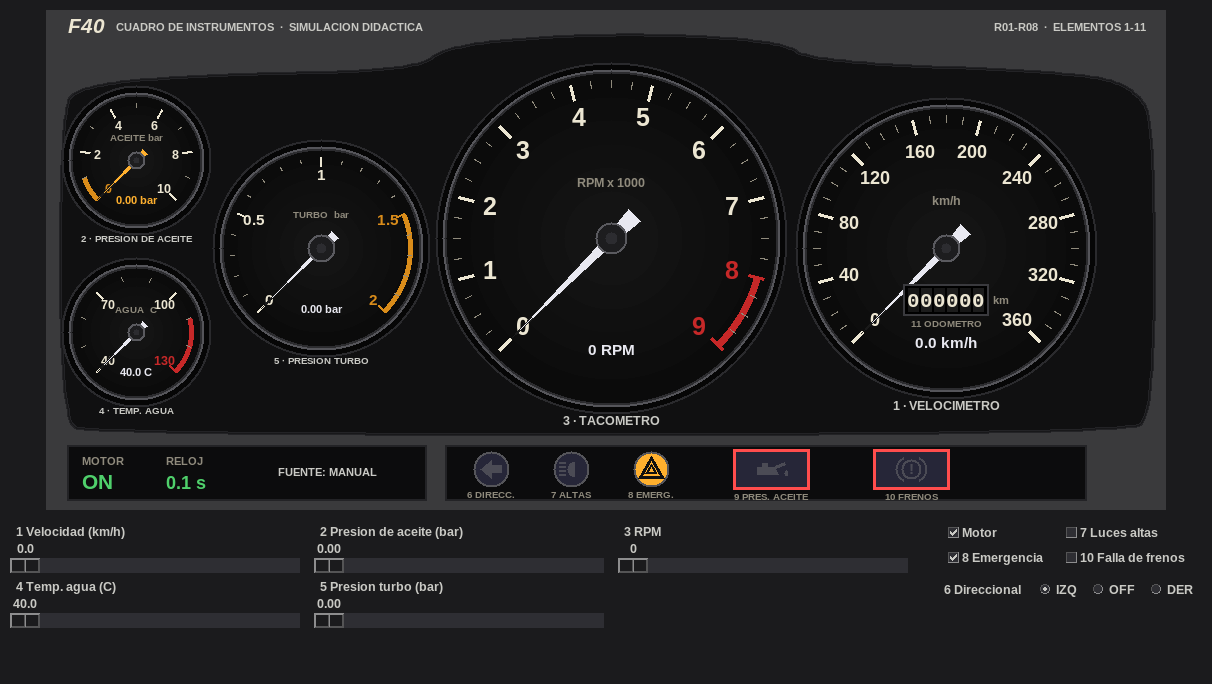 F40 CUADRO DE INSTRUMENTOS · SIMULACION DIDACTICA
R01-R08 · ELEMENTOS 1-11
0 2 4 6 8 10
ACEITE bar
0.00 bar
2 · PRESION DE ACEITE
40 70 100 130
AGUA C
40.0 C
4 · TEMP. AGUA
0 0.5 1 1.5 2
TURBO bar
0.00 bar
5 · PRESION TURBO
0 1 2 3 4 5 6 7 8 9
RPM x 1000
0 RPM
3 · TACOMETRO
0 40 80 120 160 200 240 280 320 360
km/h
000000 km
11 ODOMETRO
0.0 km/h
1 · VELOCIMETRO
MOTOR
ON
RELOJ
0.1 s
FUENTE: MANUAL
6 DIRECC.
7 ALTAS
8 EMERG.
9 PRES. ACEITE
10 FRENOS
1 Velocidad (km/h)
0.0
2 Presion de aceite (bar)
0.00
3 RPM
0
4 Temp. agua (C)
40.0
5 Presion turbo (bar)
0.00
Motor
7 Luces altas
8 Emergencia
10 Falla de frenos
6 Direccional IZQ OFF DER